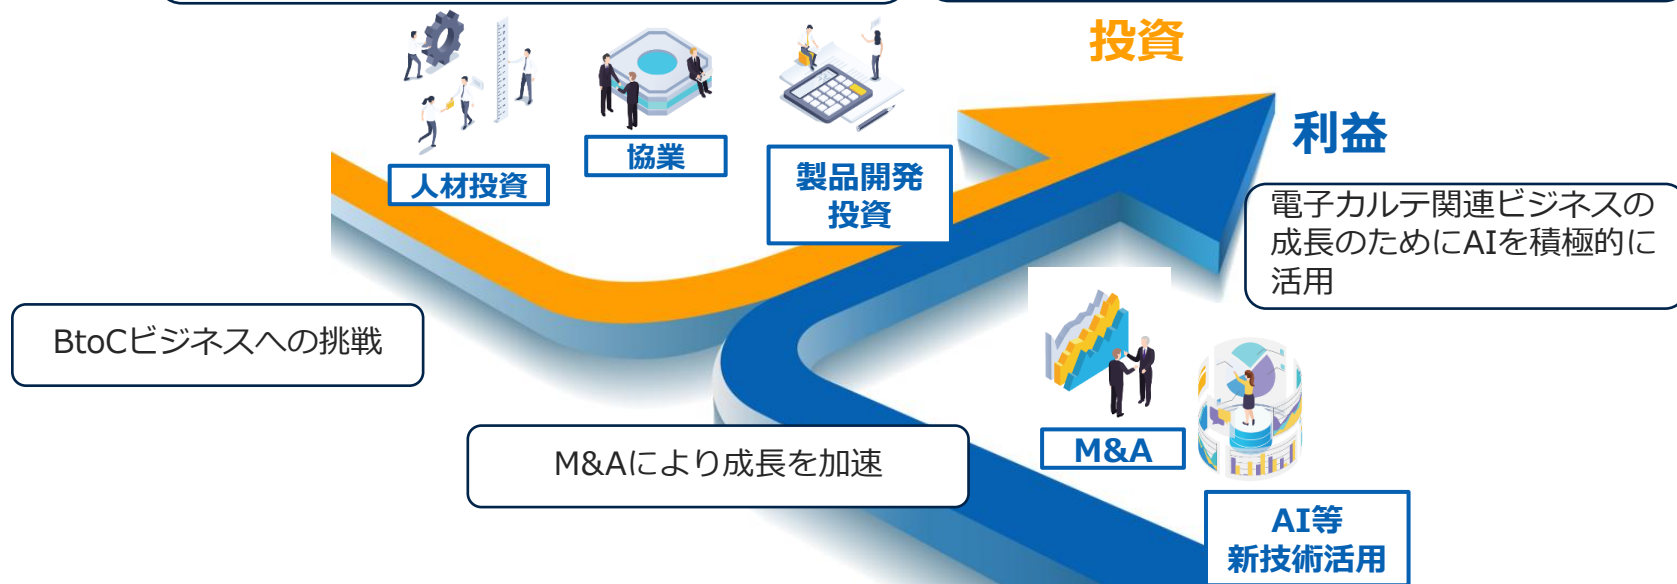 投資
利益
人材投資
協業
製品開発
投資
電子カルテ関連ビジネスの
成長のためにAIを積極的に
活用
BtoCビジネスへの挑戦
M&Aにより成長を加速
M&A
AI等
新技術活用